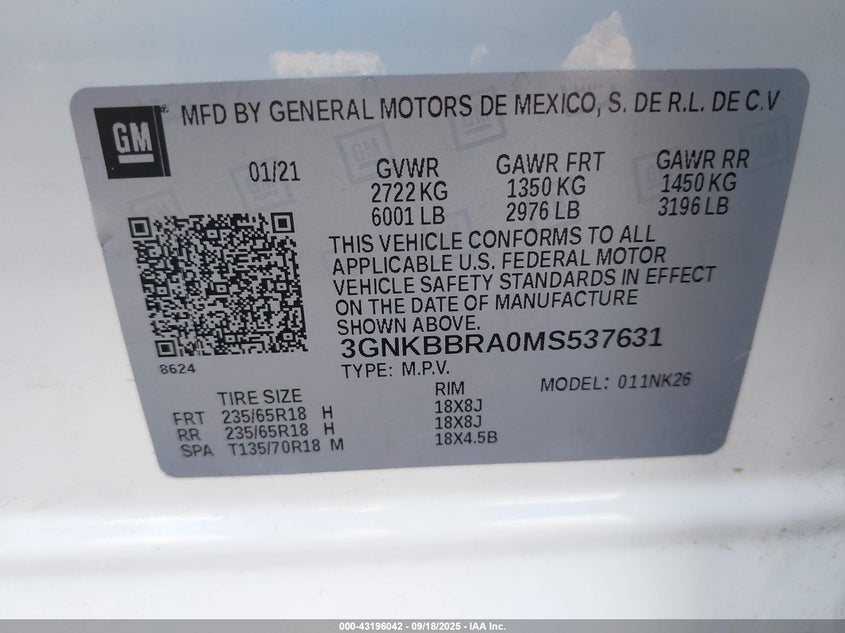 GM ® MFD BY GENERAL MOTORS DE MEXICO, S. DE R.L. DE C.V
01/21 GVWR GAWR FRT GAWR RR
2722 KG 1350 KG 1450 KG
6001 LB 2976 LB 3196 LB
THIS VEHICLE CONFORMS TO ALL
APPLICABLE U.S. FEDERAL MOTOR
VEHICLE SAFETY STANDARDS IN EFFECT
ON THE DATE OF MANUFACTURE
SHOWN ABOVE.
3GNKBBRA0MS537631
8624
TYPE: M.P.V. MODEL: 011NK26
TIRE SIZE RIM
FRT 235/65R18 H 18X8J
RR 235/65R18 H 18X8J
SPA T135/70R18 M 18X4.5B
000-43196042 / 09/18/2025 - IAA Inc.